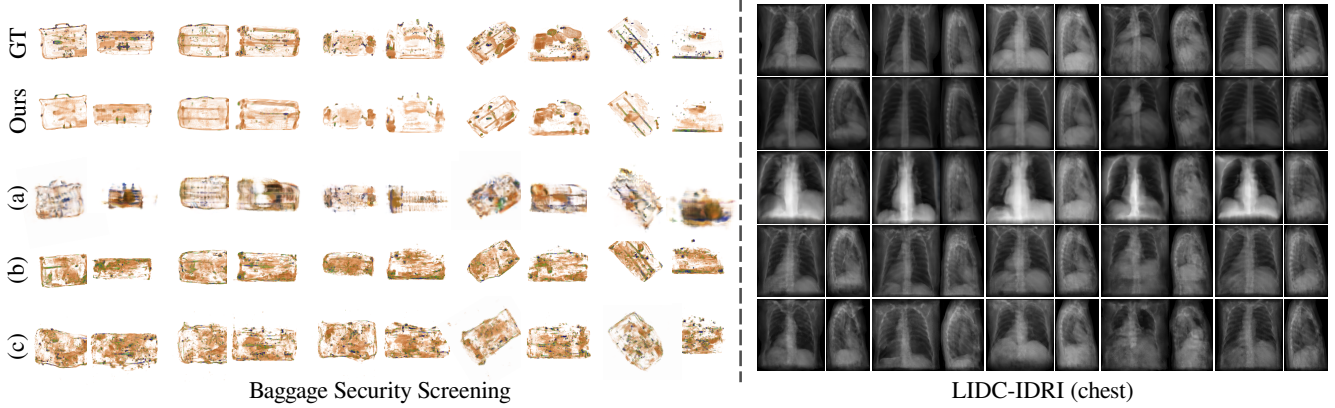 GT
Ours
(a)
(b)
(c)
Baggage Security Screening
LIDC-IDRI (chest)